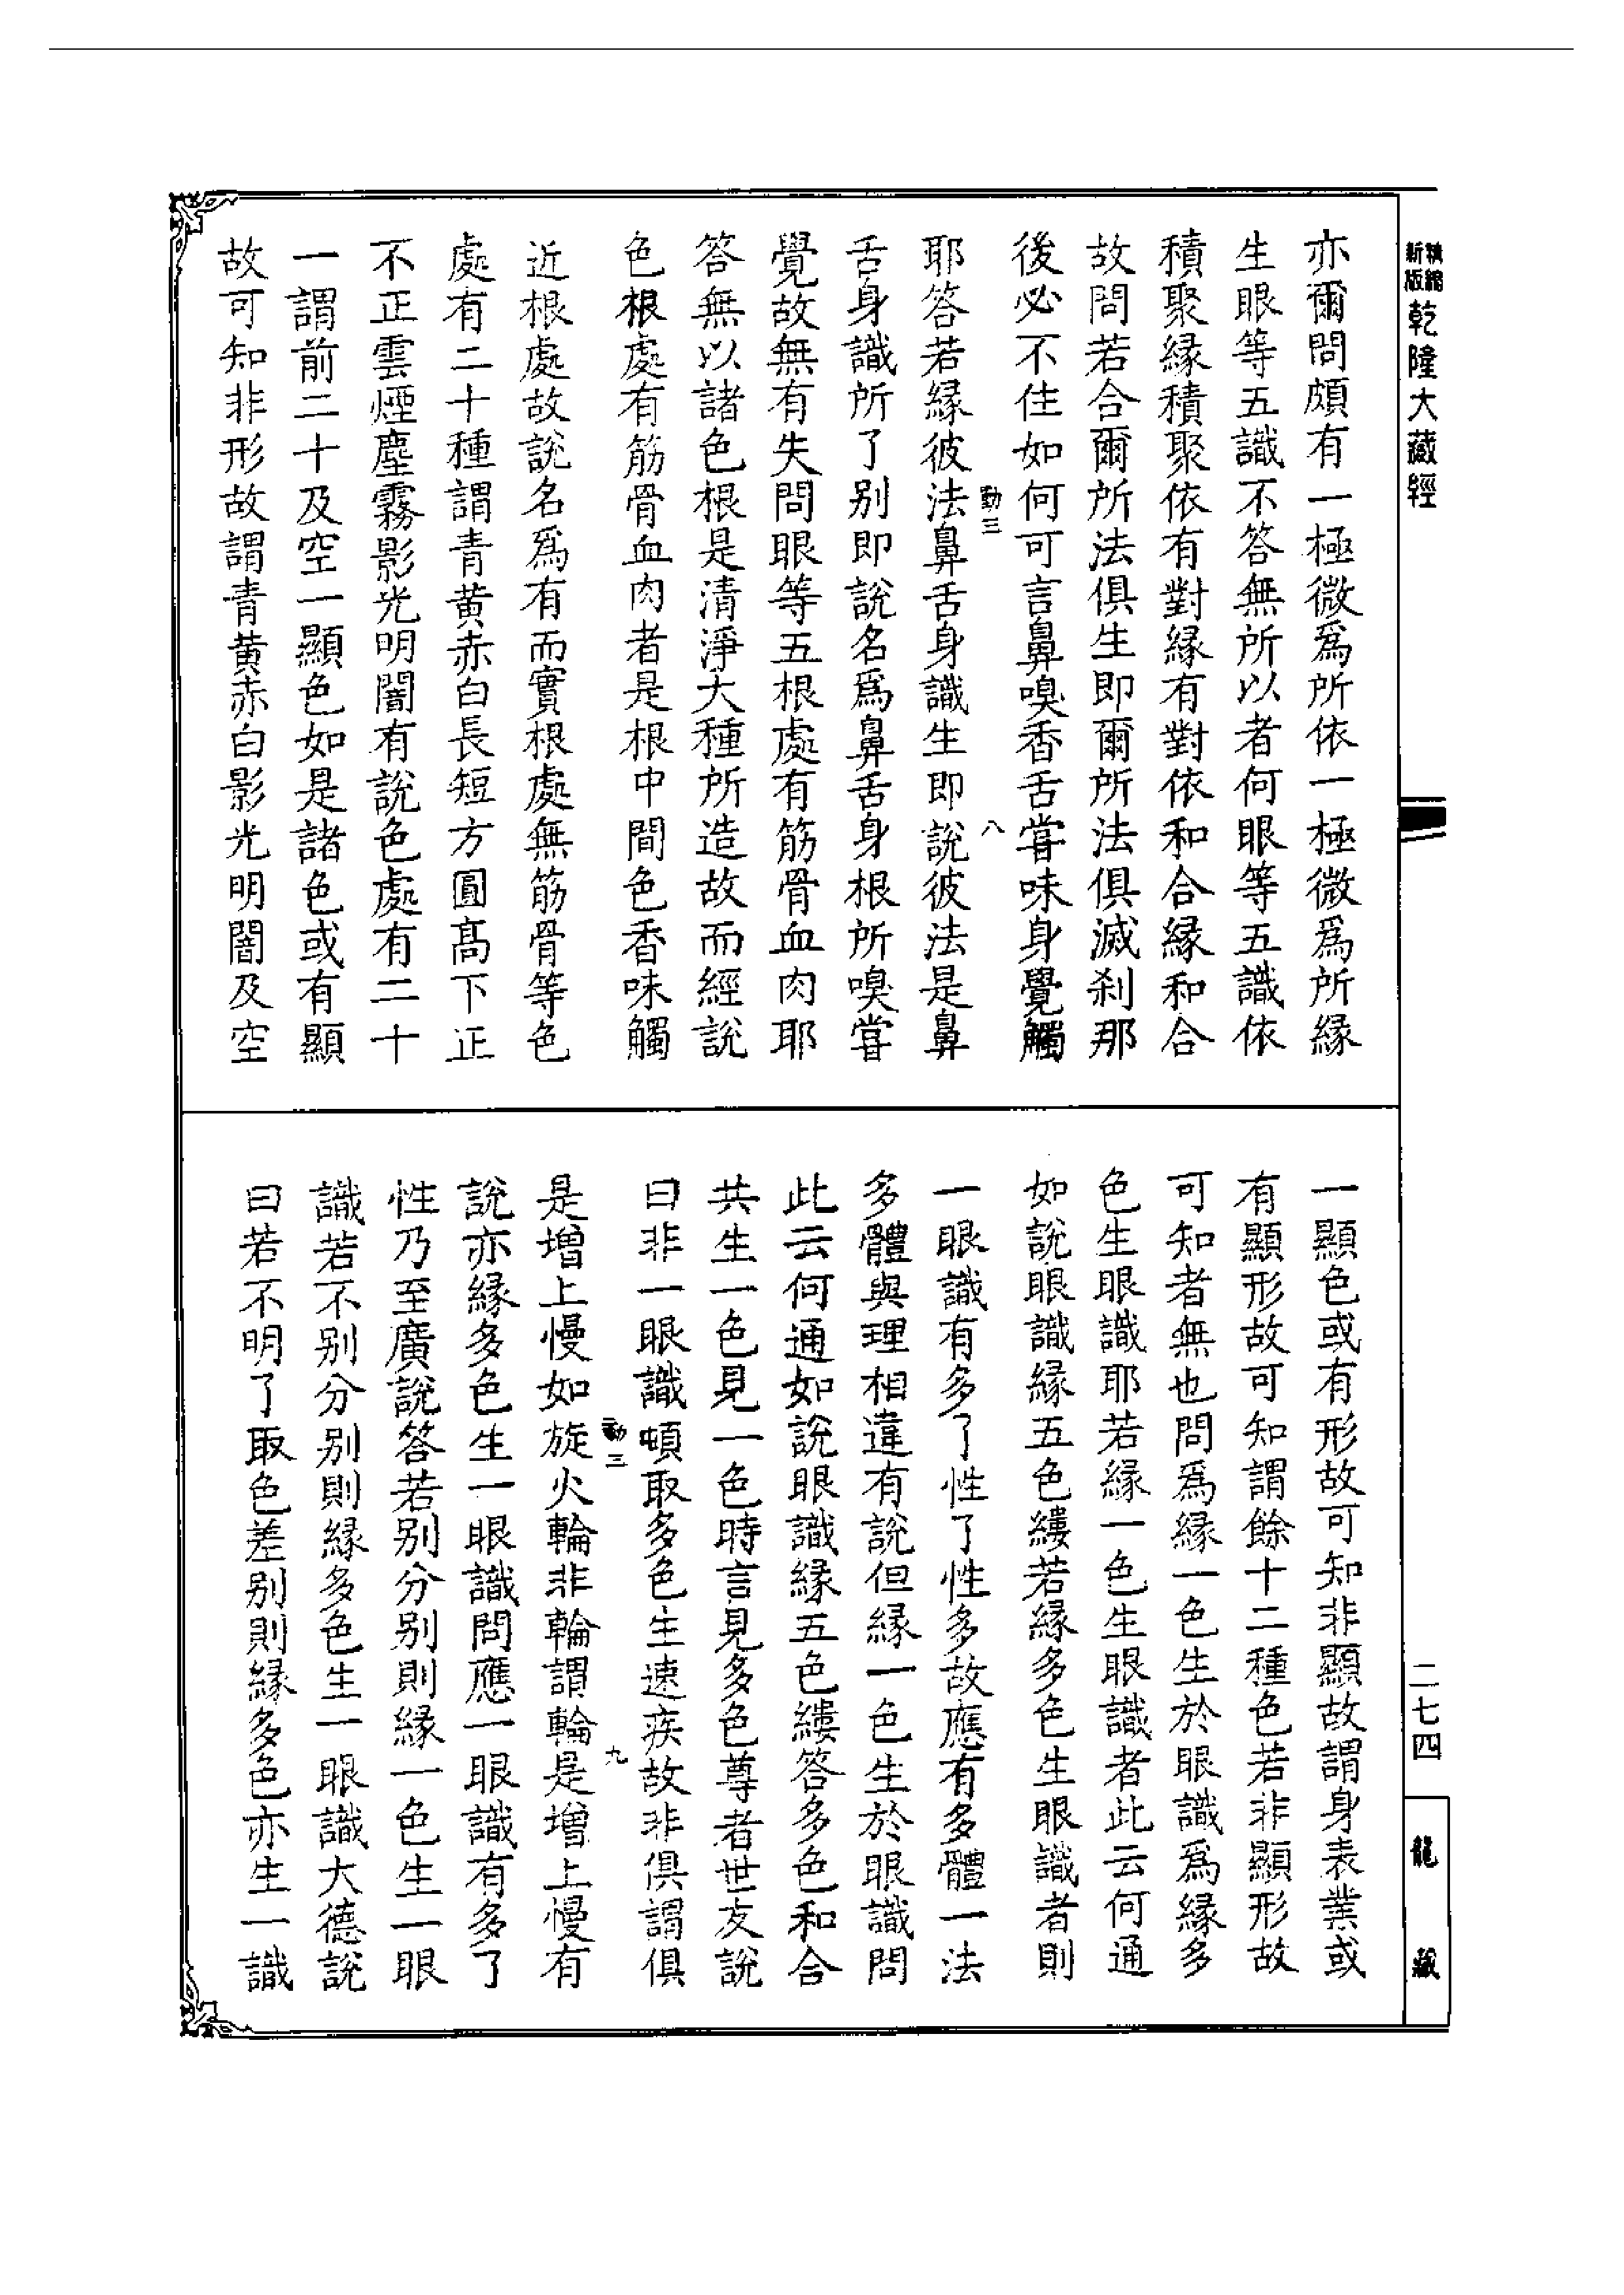 精縮新版乾隆大藏經
亦爾問頗有一極微爲所依一極微爲所緣
生眼等五識不答無所以者何眼等五識依
積聚緣積聚依有對緣有對依和合緣和合
故問若合爾所法俱生即爾所法俱滅刹那
後必不住如何可言鼻嗅香舌嘗味身覺觸
勤三
八
耶答若緣彼法鼻舌身識生即說彼法是鼻
舌身識所了別即說名爲鼻舌身根所嗅嘗
覺故無有失問眼等五根處有筋骨血肉耶
答無以諸色根是清淨大種所造故而經說
色根處有筋骨血肉者是根中間色香味觸
近根處故說名爲有而實根處無筋骨等色
處有二十種謂青黄赤白長短方圓髙下正
不正雲煙塵霧影光明闇有說色處有二十
一謂前二十及空一顯色如是諸色或有顯
故可知非形故謂青黄赤白影光明闇及空
一顯色或有形故可知非顯故謂身表業或
有顯形故可知謂餘十二種色若非顯形故
可知者無也問爲緣一色生於眼識爲緣多
色生眼識耶若緣一色生眼識者此云何通
如說眼識緣五色縷若緣多色生眼識者則
一眼識有多了性了性多故應有多體一法
多體與理相違有說但緣一色生於眼識問
此云何通如說眼識緣五色縷答多色和合
共生一色見一色時言見多色尊者世友說
曰非一眼識頓取多色生速疾故非俱謂俱
勤三
九
是增上慢如旋火輪非輪謂輪是增上慢有
說亦緣多色生一眼識問應一眼識有多了
性乃至廣說答若別分別則緣一色生一眼
識若不別分別則緣多色生一眼識大德說
曰若不明了取色差別則緣多色亦生一識
二七四
龍藏